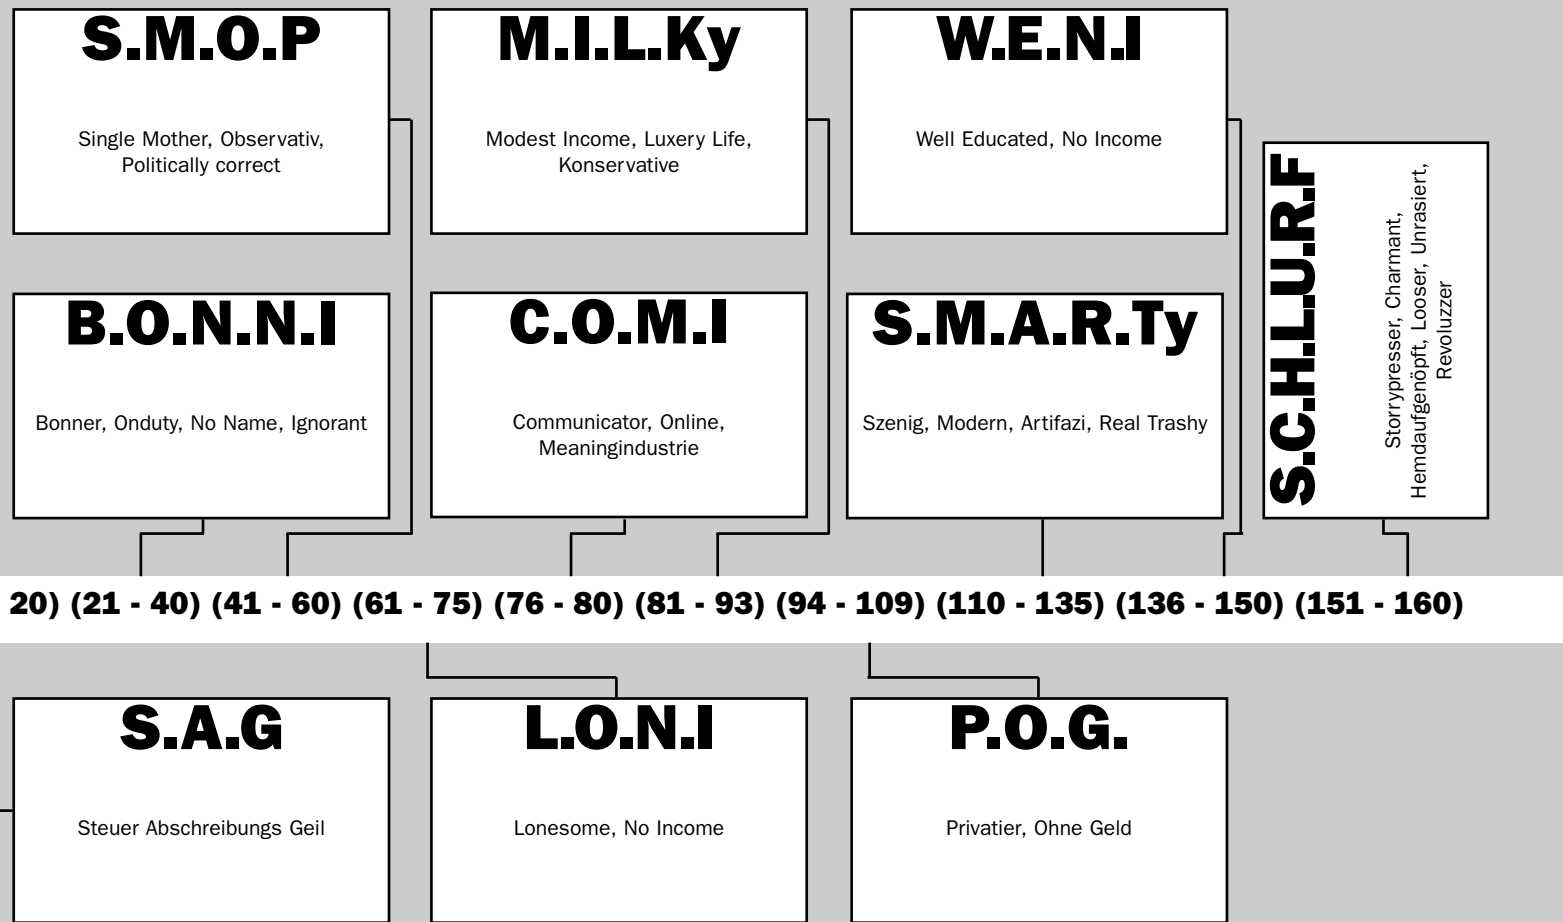 S.M.O.P
Single Mother, Observativ,
Politically correct
M.I.L.Ky
Modest Income, Luxery Life,
Konservative
W.E.N.I
Well Educated, No Income
S.C.H.L.U.R.F
Storrypresser, Charmant,
Hemdaufgenöpft, Looser, Unrasiert,
Revoluzzer
B.O.N.N.I
Bonner, Onduty, No Name, Ignorant
C.O.M.I
Communicator, Online,
Meaningindustrie
S.M.A.R.Ty
Szenig, Modern, Artifazi, Real Trashy
20) (21 - 40) (41 - 60) (61 - 75) (76 - 80) (81 - 93) (94 - 109) (110 - 135) (136 - 150) (151 - 160)
S.A.G
Steuer Abschreibungs Geil
L.O.N.I
Lonesome, No Income
P.O.G.
Privatier, Ohne Geld